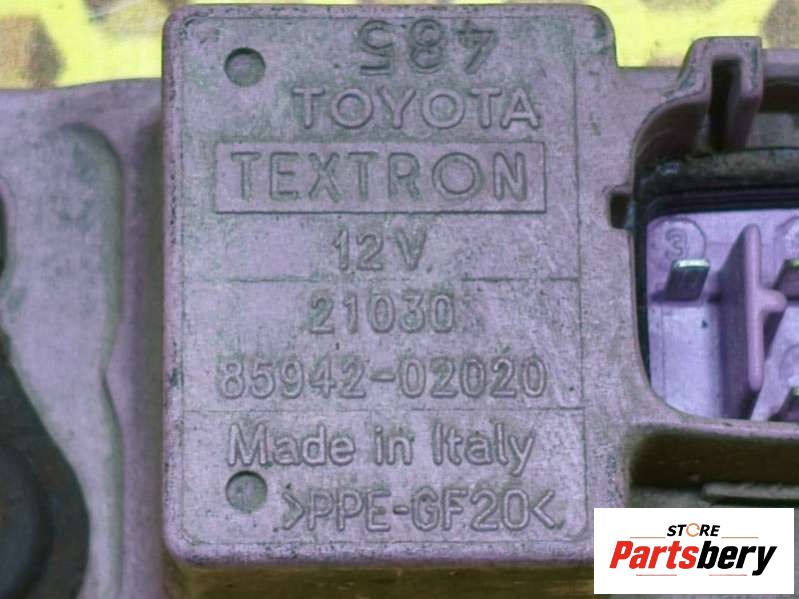 485
TOYOTA
TEXTRON
12V
21030
85942-02020
Made in Italy
>PPE-GF20<
3
STORE
Partsbery